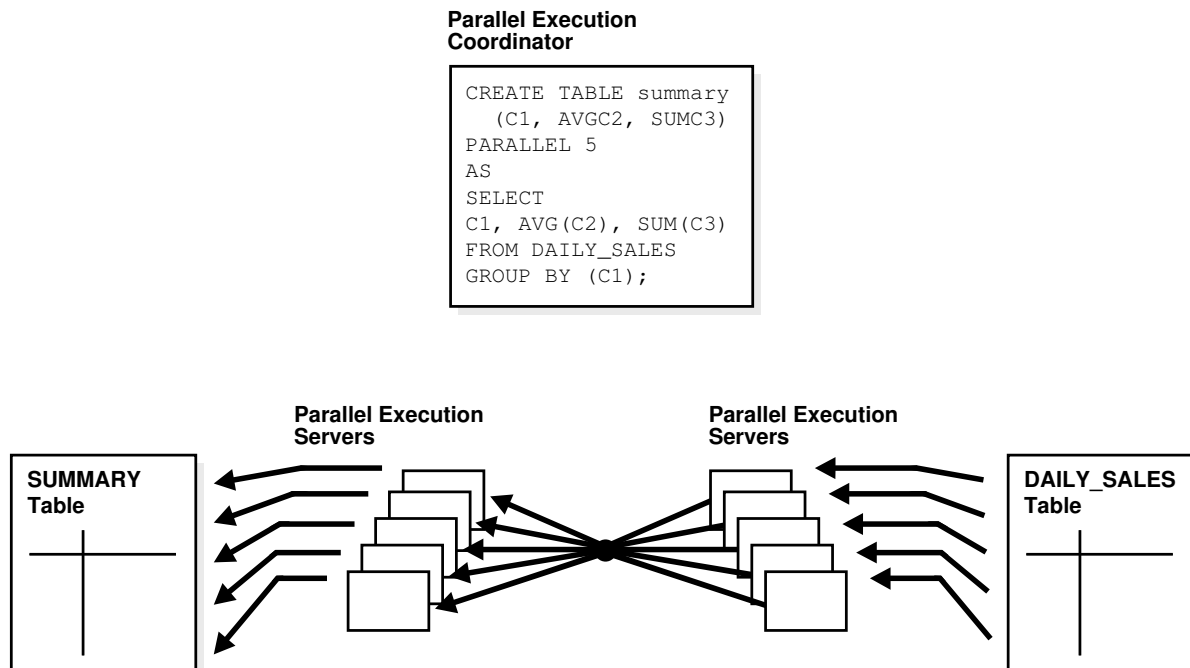 Parallel Execution
Coordinator
CREATE TABLE summary
(C1, AVGC2, SUMC3)
PARALLEL 5
AS
SELECT
C1, AVG(C2), SUM(C3)
FROM DAILY_SALES
GROUP BY (C1);
Parallel Execution
Servers
Parallel Execution
Servers
SUMMARY
Table
DAILY_SALES
Table